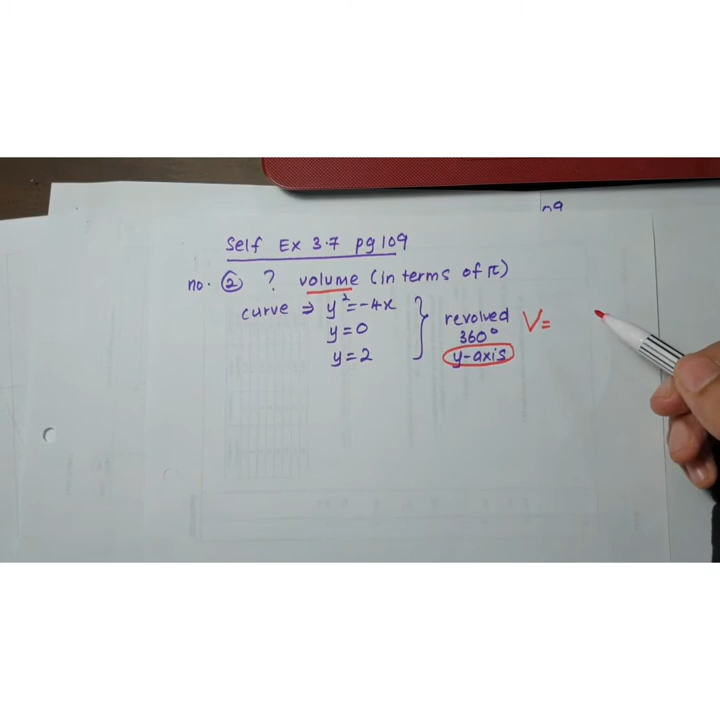 Self Ex 3.7 pg 109
no. ② ? volume (in terms of π)
curve ⇒ y² = -4x
y = 0
y = 2
revolved
360°
y-axis
V =